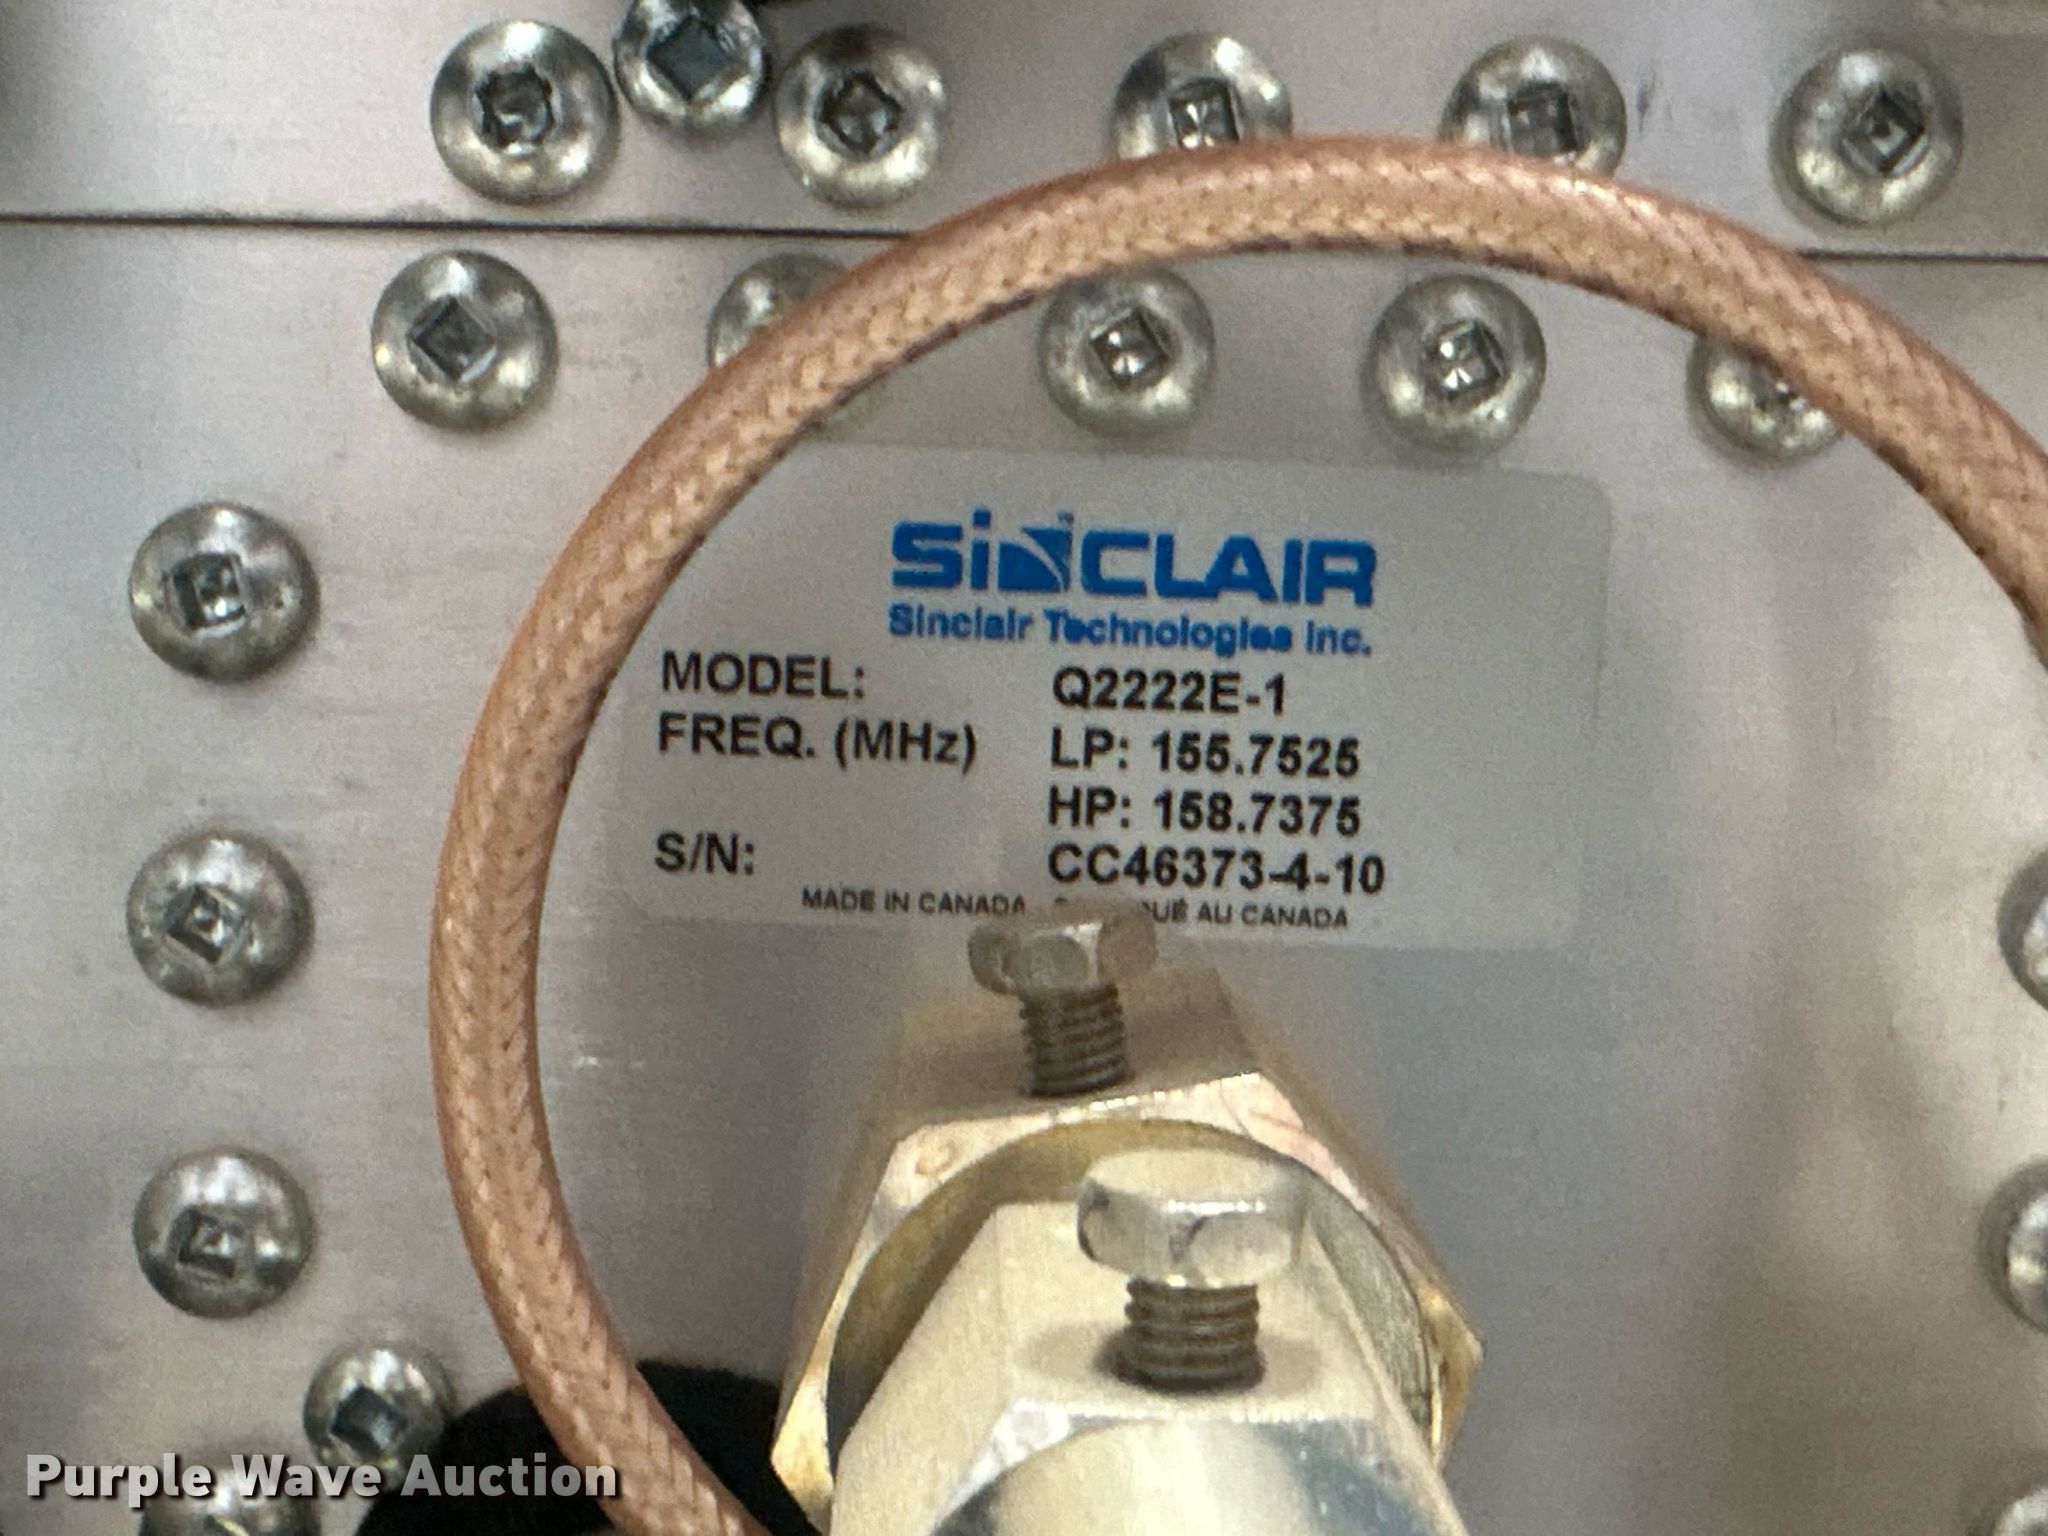 SiNCLAIR™
Sinclair Technologies Inc.
MODEL: Q2222E-1
FREQ. (MHz) LP: 155.7525
HP: 158.7375
S/N: CC46373-4-10
MADE IN CANADA AU CANADA
Purple Wave Auction